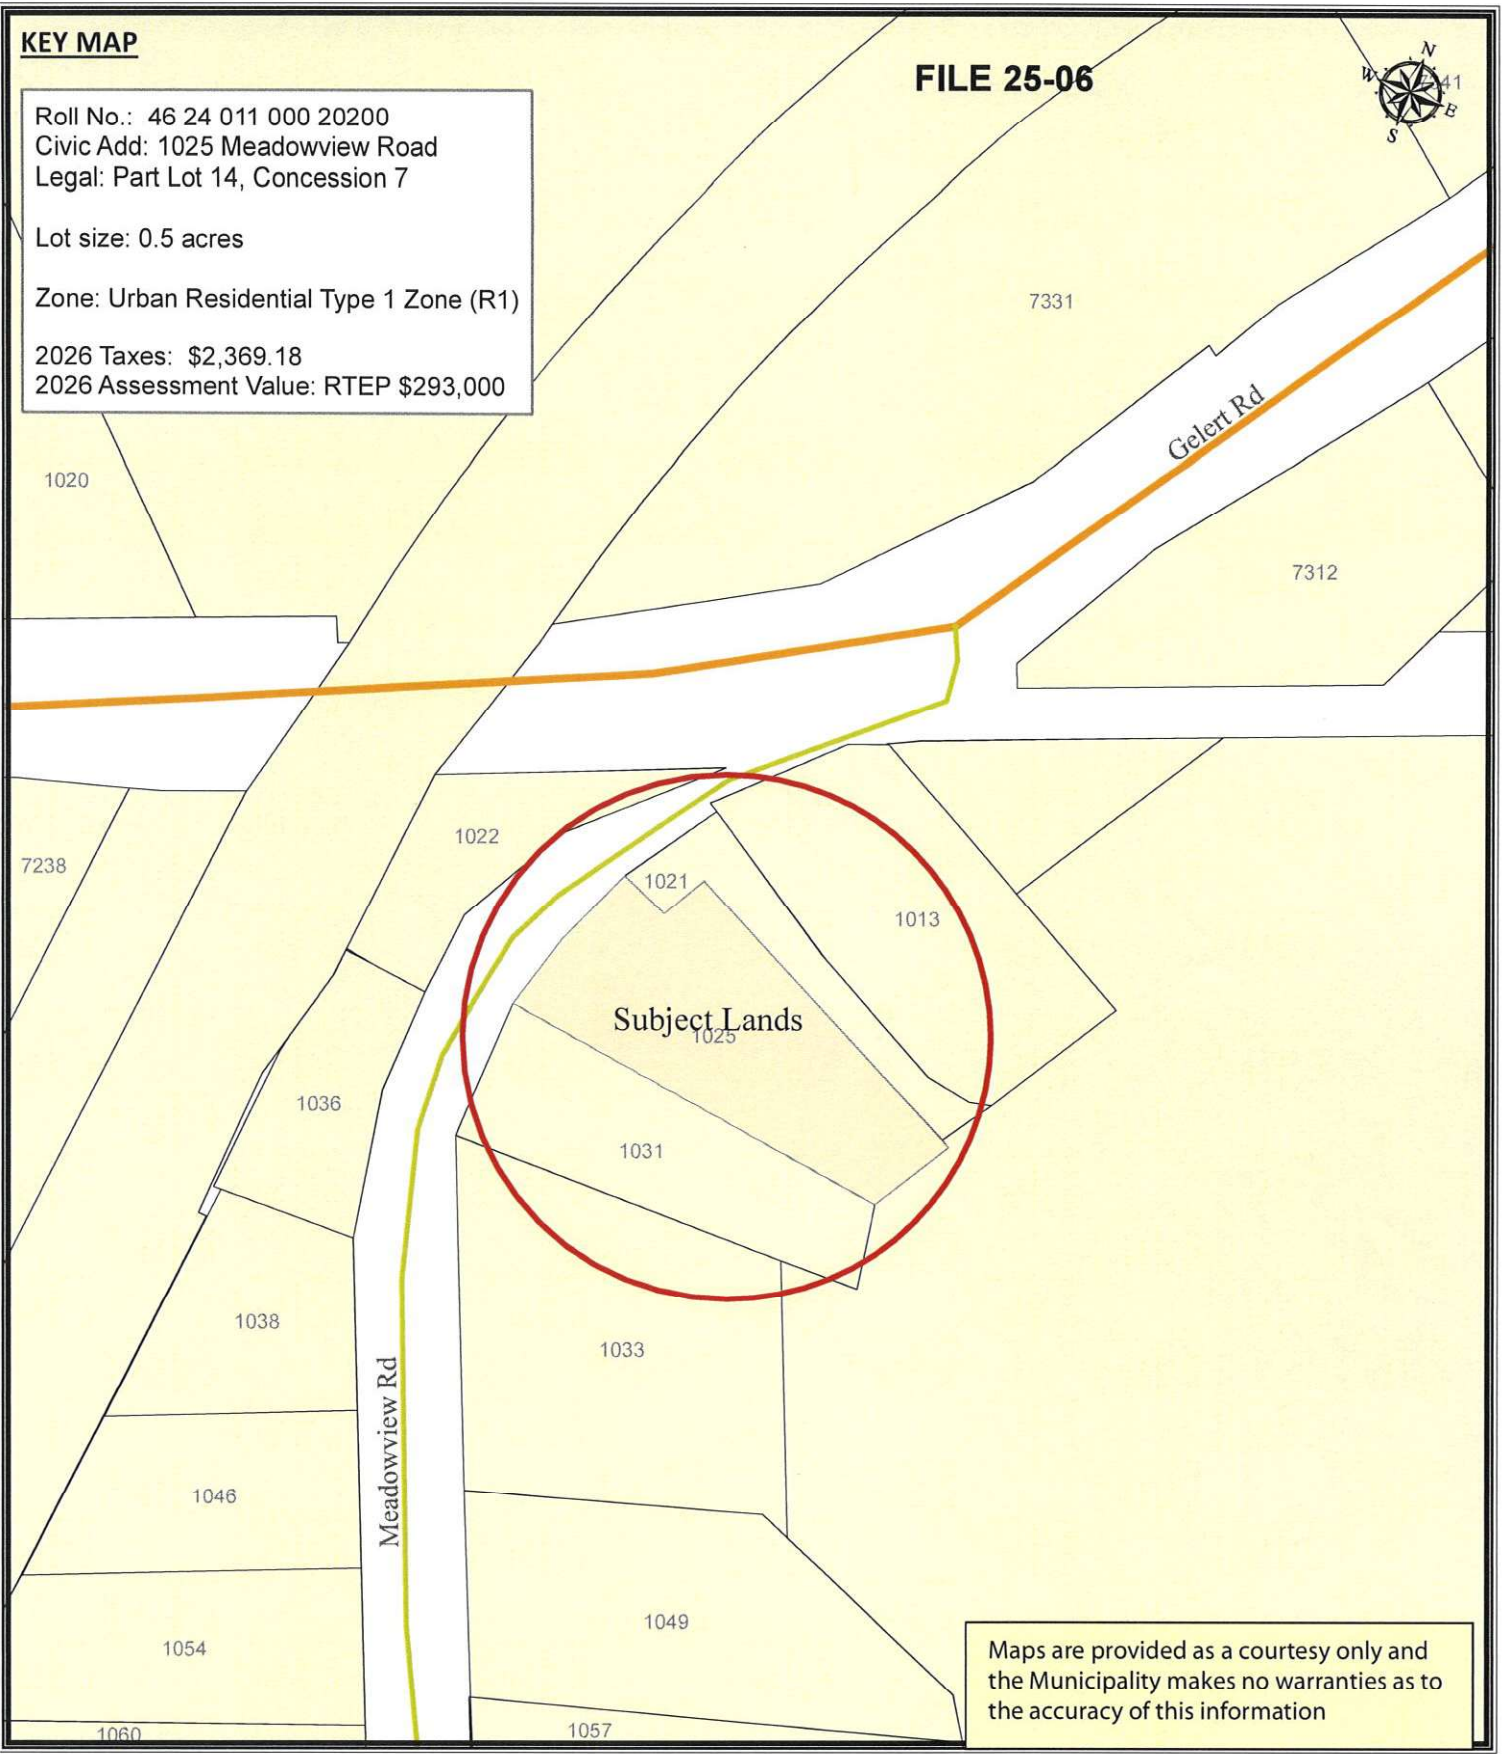 KEY MAP
FILE 25-06
N
W
E
S
7341
Roll No.: 46 24 011 000 20200
Civic Add: 1025 Meadowview Road
Legal: Part Lot 14, Concession 7
Lot size: 0.5 acres
Zone: Urban Residential Type 1 Zone (R1)
2026 Taxes: $2,369.18
2026 Assessment Value: RTEP $293,000
7331
Gelert Rd
1020
7312
1022
7238
1021
1013
Subject Lands
1025
1036
1031
1038
1033
Meadowview Rd
1046
1049
1054
1060
1057
Maps are provided as a courtesy only and
the Municipality makes no warranties as to
the accuracy of this information